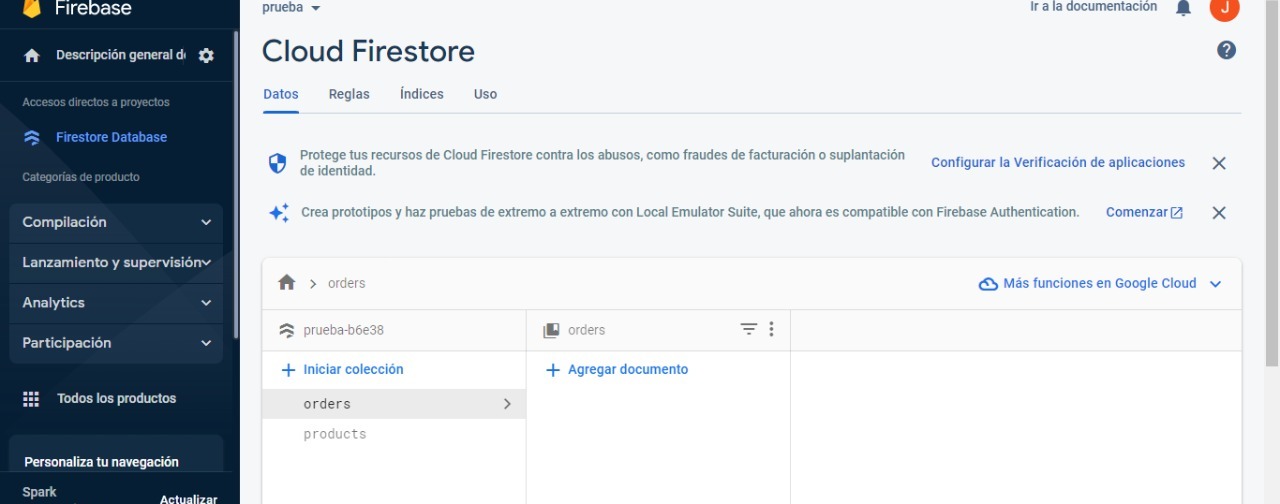 Firebase
prueba
Ir a la documentación
J
Descripción general d
Cloud Firestore
?
Accesos directos a proyectos
Datos
Reglas
Índices
Uso
Firestore Database
Protege tus recursos de Cloud Firestore contra los abusos, como fraudes de facturación o suplantación
de identidad.
Configurar la Verificación de aplicaciones
Categorías de producto
Compilación
Crea prototipos y haz pruebas de extremo a extremo con Local Emulator Suite, que ahora es compatible con Firebase Authentication.
Comenzar
Lanzamiento y supervisión
Analytics
Participación
orders
Más funciones en Google Cloud
prueba-b6e38
orders
Iniciar colección
Agregar documento
orders
products
Todos los productos
Personaliza tu navegación
Spark
Actualizar